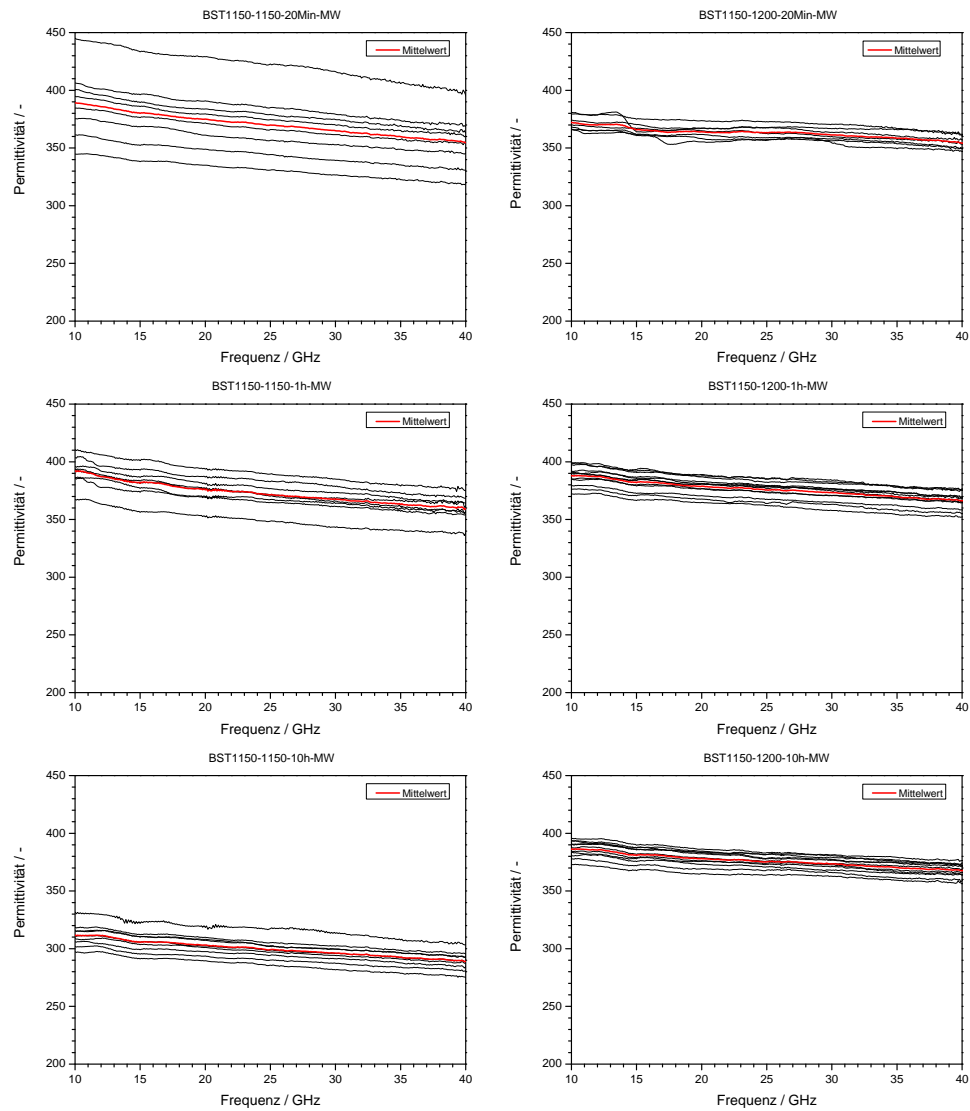 BST1150-1150-20Min-MW
450
400
350
300
250
200
Permittivität / -
Mittelwert
10 15 20 25 30 35 40
Frequenz / GHz
BST1150-1200-20Min-MW
450
400
350
300
250
200
Permittivität / -
Mittelwert
10 15 20 25 30 35 40
Frequenz / GHz
BST1150-1150-1h-MW
450
400
350
300
250
200
Permittivität / -
Mittelwert
10 15 20 25 30 35 40
Frequenz / GHz
BST1150-1200-1h-MW
450
400
350
300
250
200
Permittivität / -
Mittelwert
10 15 20 25 30 35 40
Frequenz / GHz
BST1150-1150-10h-MW
450
400
350
300
250
200
Permittivität / -
Mittelwert
10 15 20 25 30 35 40
Frequenz / GHz
BST1150-1200-10h-MW
450
400
350
300
250
200
Permittivität / -
Mittelwert
10 15 20 25 30 35 40
Frequenz / GHz